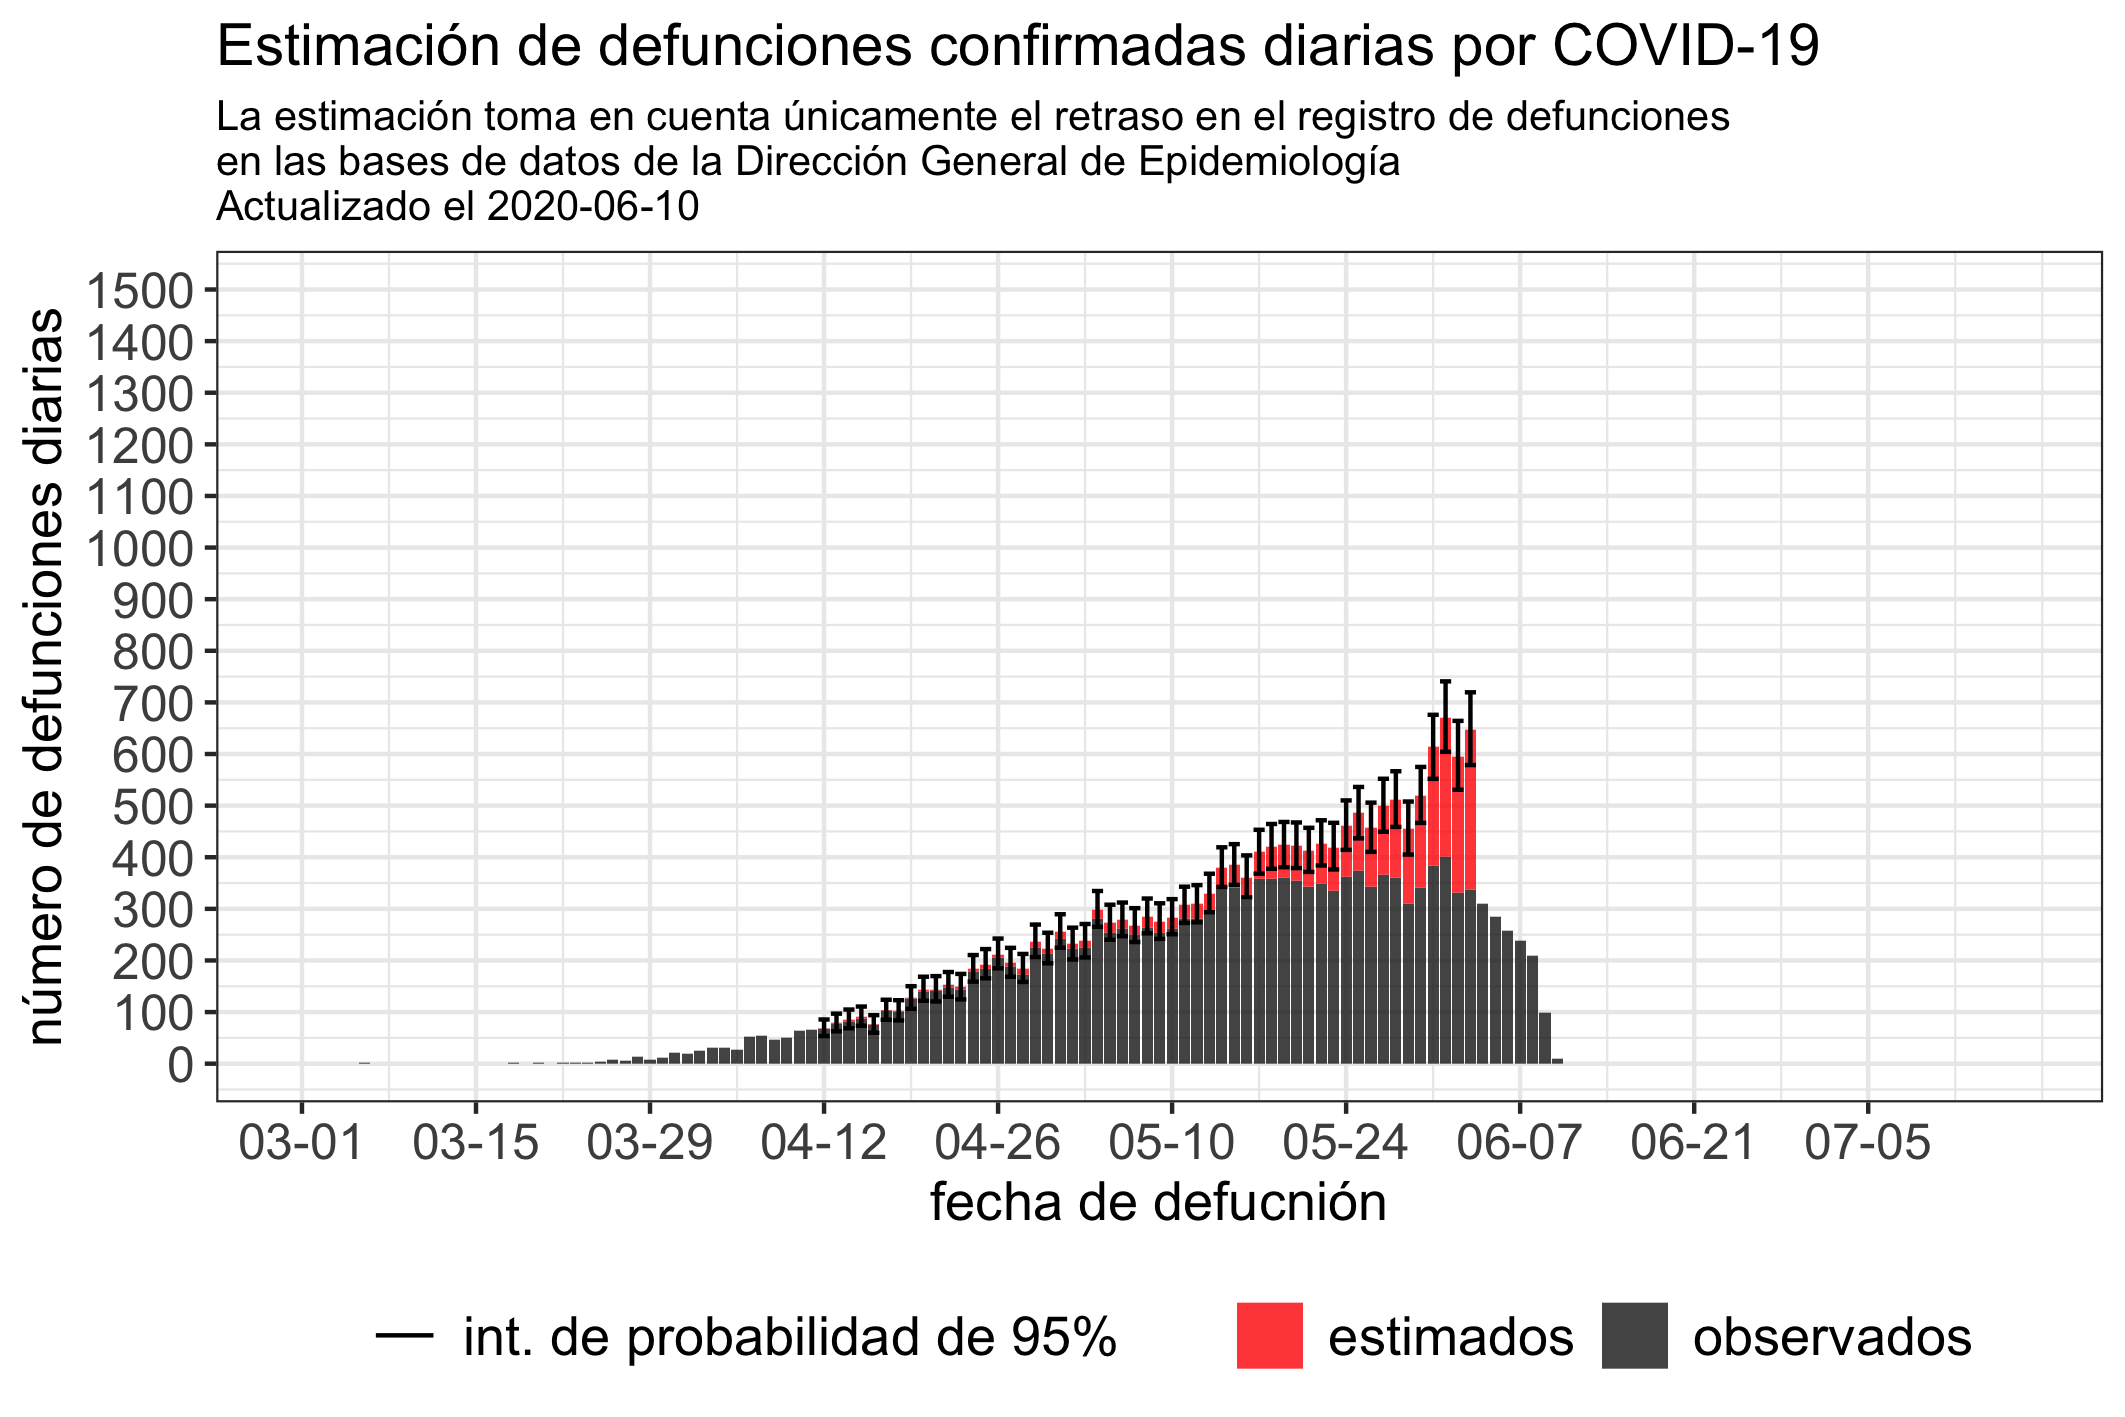 Estimación de defunciones confirmadas diarias por COVID-19
La estimación toma en cuenta únicamente el retraso en el registro de defunciones
en las bases de datos de la Dirección General de Epidemiología
Actualizado el 2020-06-10
número de defunciones diarias
1500
1400
1300
1200
1100
1000
900
800
700
600
500
400
300
200
100
0
03-01 03-15 03-29 04-12 04-26 05-10 05-24 06-07 06-21 07-05
fecha de defucnión
int. de probabilidad de 95% estimados observados